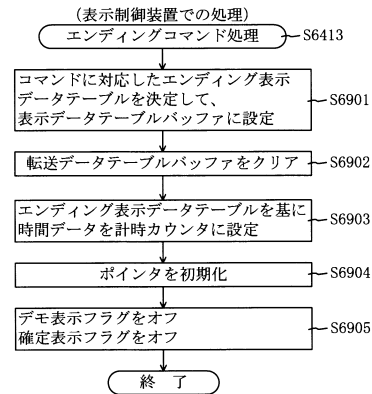 (表示制御装置での処理)
エンディングコマンド処理 S6413
コマンドに対応したエンディング表示
データテーブルを決定して、
表示データテーブルバッファに設定
S6901
転送データテーブルバッファをクリア S6902
エンディング表示データテーブルを基に
時間データを計時カウンタに設定
S6903
ポインタを初期化 S6904
デモ表示フラグをオフ
確定表示フラグをオフ
S6905
終 了